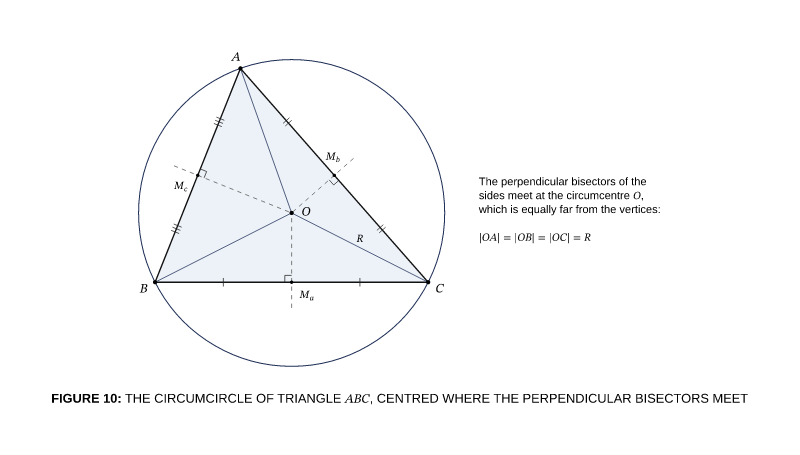 A
M_b
M_c
O
R
B
M_a
C
The perpendicular bisectors of the
sides meet at the circumcentre O,
which is equally far from the vertices:
|OA| = |OB| = |OC| = R
FIGURE 10: THE CIRCUMCIRCLE OF TRIANGLE ABC, CENTRED WHERE THE PERPENDICULAR BISECTORS MEET